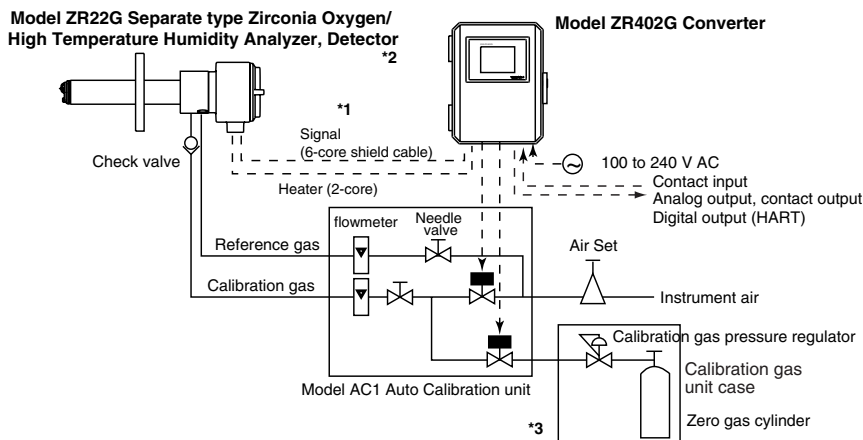 Model ZR22G Separate type Zirconia Oxygen/
High Temperature Humidity Analyzer, Detector
*2
Model ZR402G Converter
*1
Signal
(6-core shield cable)
Check valve
Heater (2-core)
100 to 240 V AC
Contact input
Analog output, contact output
Digital output (HART)
flowmeter
Needle
valve
Reference gas
Air Set
Calibration gas
Instrument air
Calibration gas pressure regulator
Calibration gas
unit case
Model AC1 Auto Calibration unit
Zero gas cylinder
*3